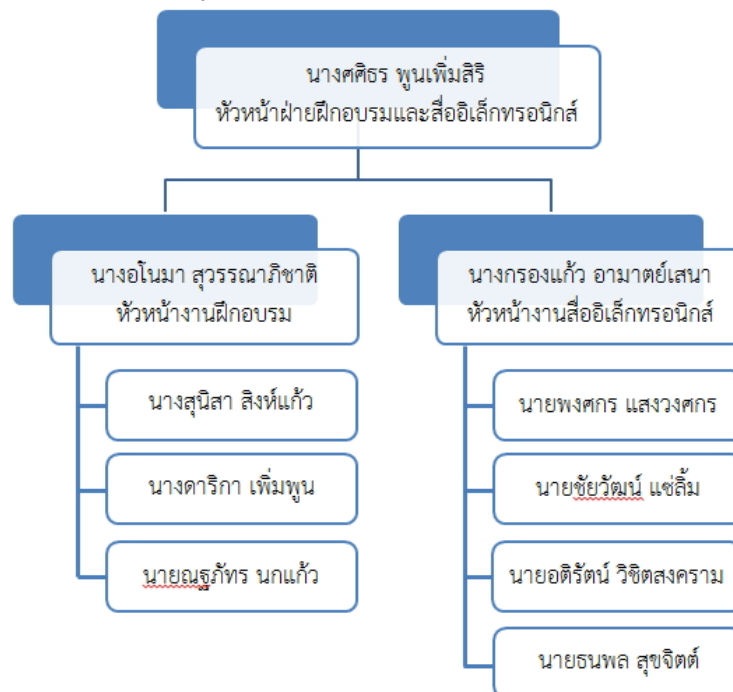 นางศศิธร พูนเพิ่มสิริ
หัวหน้าฝ่ายฝึกอบรมและสื่ออิเล็กทรอนิกส์
นางอโนมา สุวรรณาภิชาติ
หัวหน้างานฝึกอบรม
นางสุนิสา สิงห์แก้ว
นางดาริกา เพิ่มพูน
นายณฐภัทร นกแก้ว
นางกรองแก้ว อามาตย์เสนา
หัวหน้างานสื่ออิเล็กทรอนิกส์
นายพงศกร แสงวงศกร
นายชัยวัฒน์ แซ่ลิ้ม
นายอติรัตน์ วิชิตสงคราม
นายธนพล สุขจิตต์